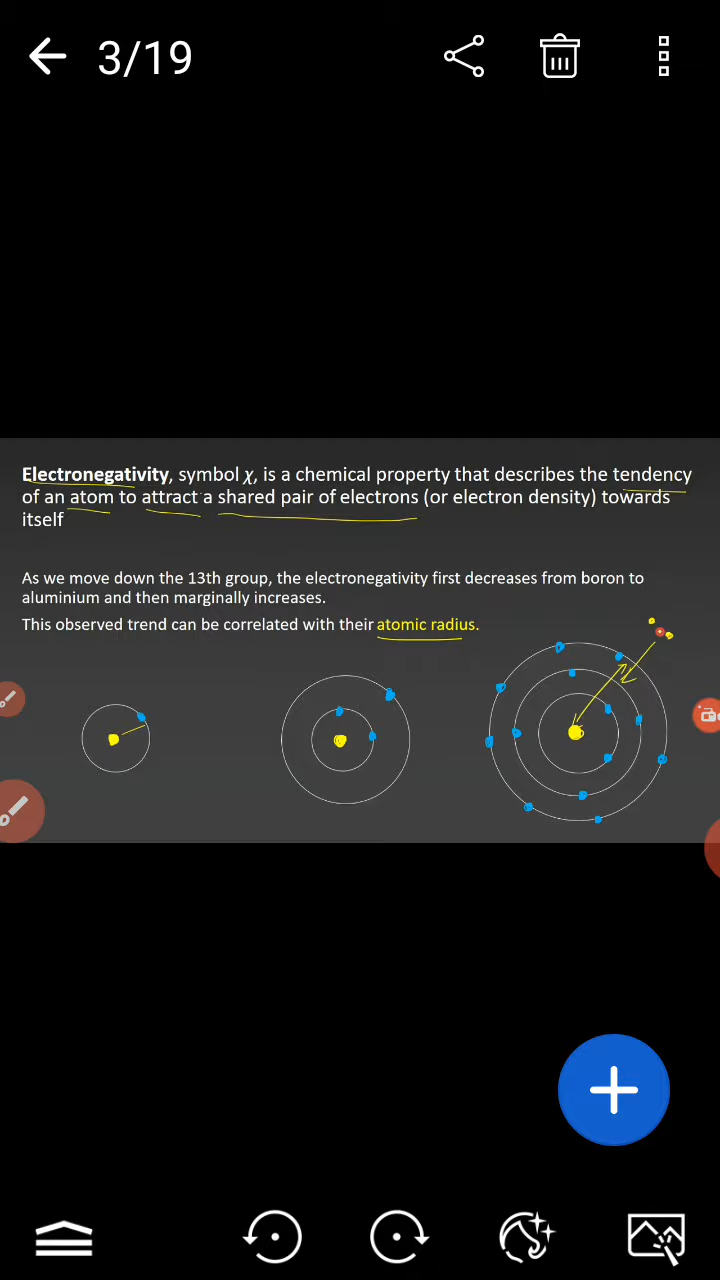 3/19
Electronegativity, symbol χ, is a chemical property that describes the tendency
of an atom to attract a shared pair of electrons (or electron density) towards
itself
As we move down the 13th group, the electronegativity first decreases from boron to
aluminium and then marginally increases.
This observed trend can be correlated with their atomic radius.